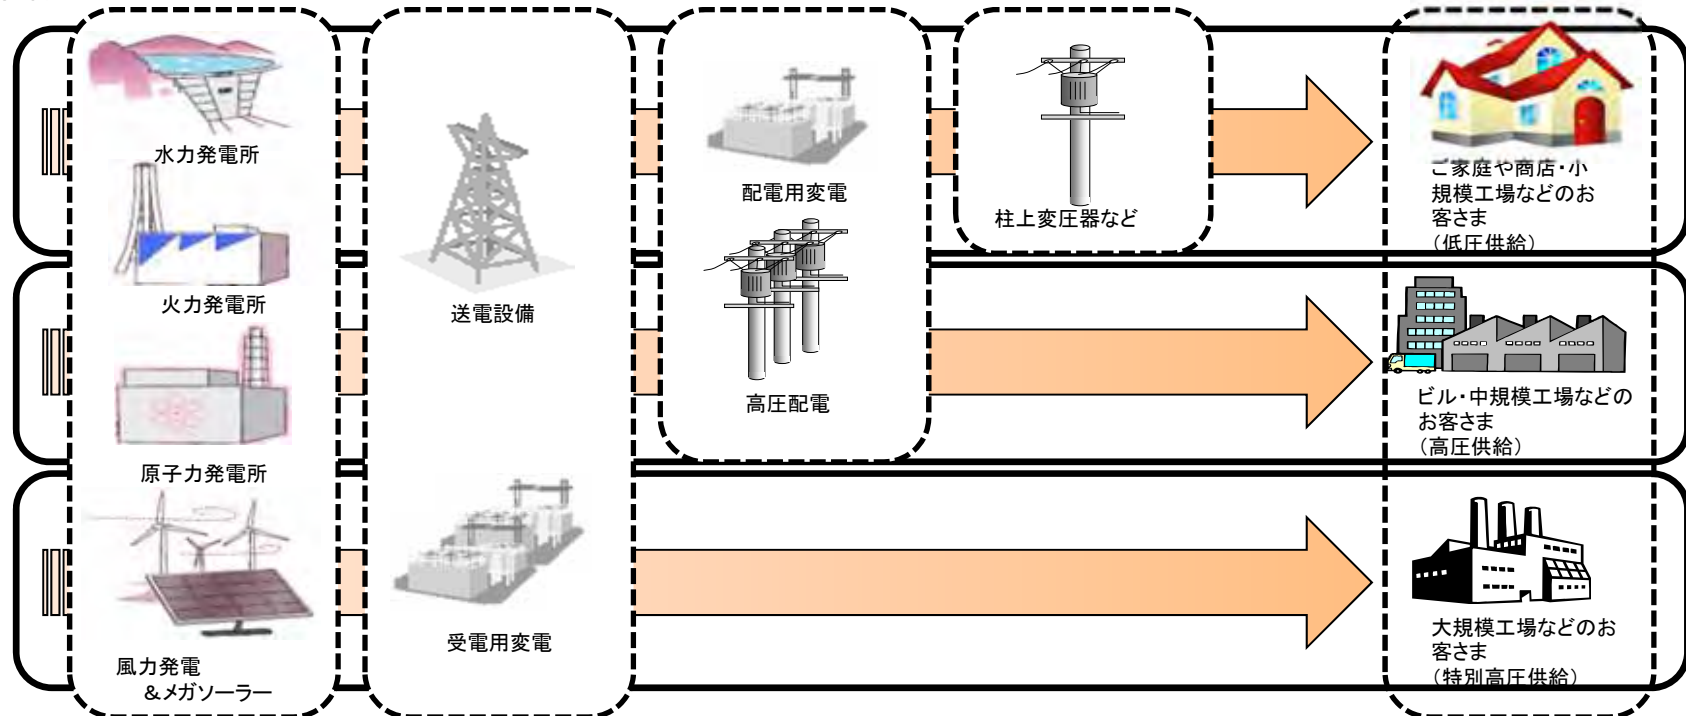 水力発電所
火力発電所
原子力発電所
風力発電
＆メガソーラー
送電設備
受電用変電
配電用変電
高圧配電
柱上変圧器など
ご家庭や商店・小
規模工場などのお
客さま
（低圧供給）
ビル・中規模工場などの
お客さま
（高圧供給）
大規模工場などのお
客さま
（特別高圧供給）